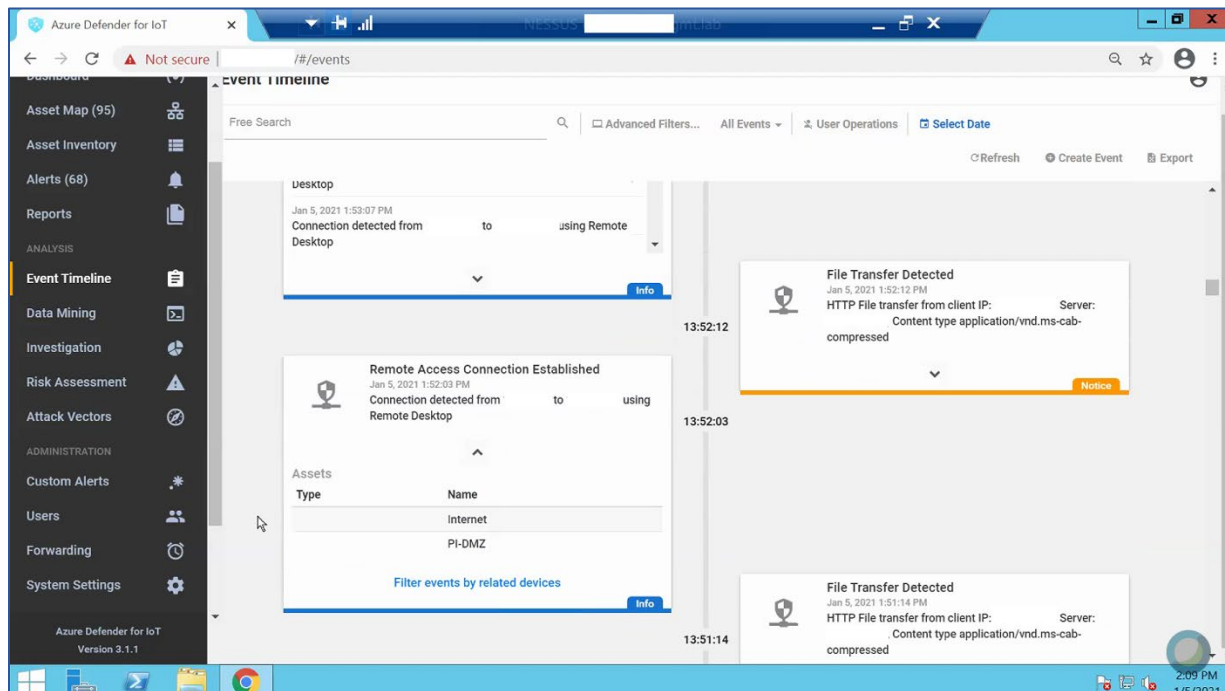 Azure Defender for IoT
NESSUS
mt.lab
Not secure
/#/events
Dashboard
Asset Map (95)
Asset Inventory
Alerts (68)
Reports
ANALYSIS
Event Timeline
Data Mining
Investigation
Risk Assessment
Attack Vectors
ADMINISTRATION
Custom Alerts
Users
Forwarding
System Settings
Azure Defender for IoT
Version 3.1.1
Event Timeline
Free Search
Advanced Filters...
All Events
User Operations
Select Date
Refresh
Create Event
Export
Desktop
Jan 5, 2021 1:53:07 PM
Connection detected from to using Remote
Desktop
Info
File Transfer Detected
Jan 5, 2021 1:52:12 PM
HTTP File transfer from client IP: Server:
Content type application/vnd.ms-cab-
compressed
Notice
13:52:12
Remote Access Connection Established
Jan 5, 2021 1:52:03 PM
Connection detected from to using
Remote Desktop
13:52:03
Assets
Type Name
Internet
PI-DMZ
Filter events by related devices
Info
File Transfer Detected
Jan 5, 2021 1:51:14 PM
HTTP File transfer from client IP: Server:
Content type application/vnd.ms-cab-
compressed
13:51:14
2:09 PM
1/5/2021